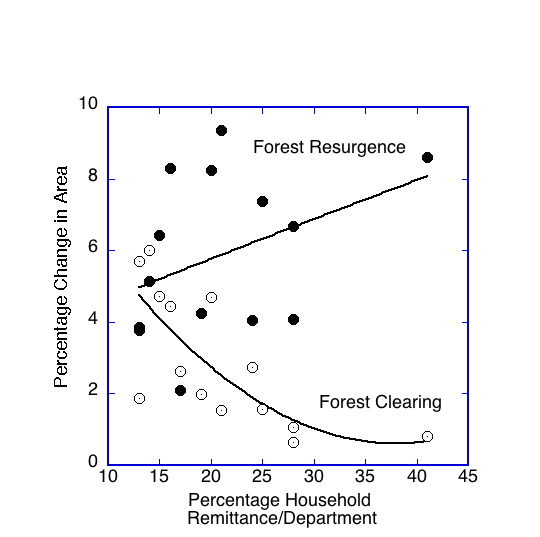 10
Forest Resurgence
8
6
4
2
Forest Clearing
0
10 15 20 25 30 35 40 45
Percentage Change in Area
Percentage Household
Remittance/Department